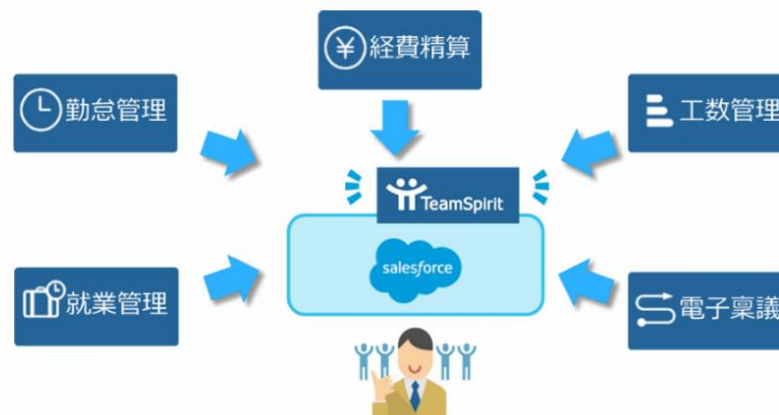 ¥経費精算
勤怠管理
工数管理
TeamSpirit
salesforce
就業管理
電子稟議